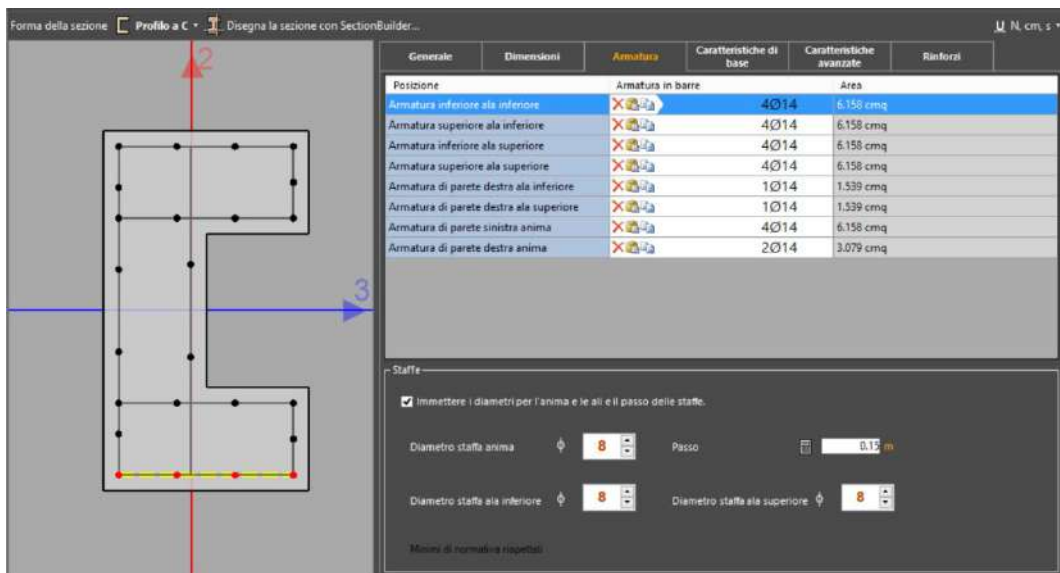 Forma della sezione Profilo a C Disegna la sezione con SectionBuilder... U N, cm, s
Generale Dimensioni Armatura Caratteristiche di base Caratteristiche avanzate Rinforzi
Posizione Armatura in barre Area
Armatura inferiore ala inferiore 4Ø14 6.158 cmq
Armatura superiore ala inferiore 4Ø14 6.158 cmq
Armatura inferiore ala superiore 4Ø14 6.158 cmq
Armatura superiore ala superiore 4Ø14 6.158 cmq
Armatura di parete destra ala inferiore 1Ø14 1.539 cmq
Armatura di parete destra ala superiore 1Ø14 1.539 cmq
Armatura di parete sinistra anima 4Ø14 6.158 cmq
Armatura di parete destra anima 2Ø14 3.079 cmq
2
3
Staffe
Immettere i diametri per l'anima e le ali e il passo delle staffe.
Diametro staffa anima ϕ 8 Passo 0.15 m
Diametro staffa ala inferiore ϕ 8 Diametro staffa ala superiore ϕ 8
Minimi di normativa rispettati